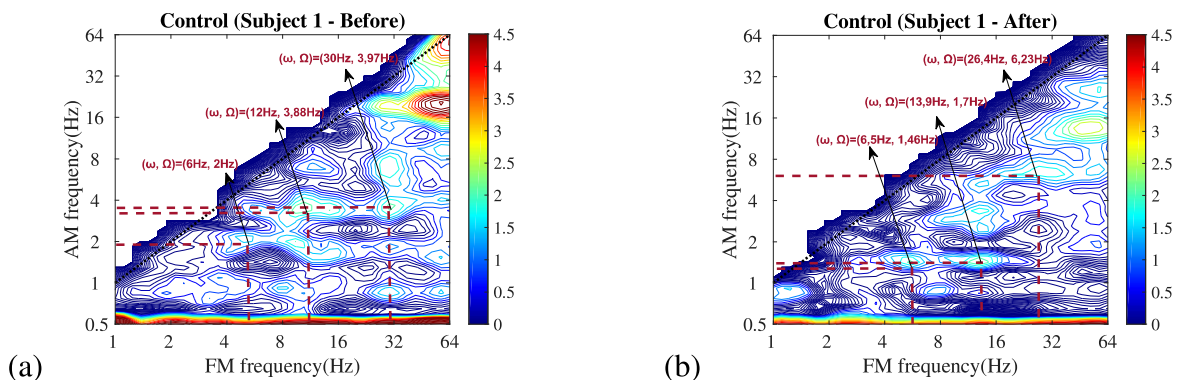 Control (Subject 1 - Before)
64
32
16
8
4
2
1
0.5
AM frequency(Hz)
(ω, Ω)=(30Hz, 3,97Hz)
(ω, Ω)=(12Hz, 3,88Hz)
(ω, Ω)=(6Hz, 2Hz)
1 2 4 8 16 32 64
FM frequency(Hz)
4.5
4
3.5
3
2.5
2
1.5
1
0.5
0
(a)
Control (Subject 1 - After)
64
32
16
8
4
2
1
0.5
AM frequency(Hz)
(ω, Ω)=(26,4Hz, 6,23Hz)
(ω, Ω)=(13,9Hz, 1,7Hz)
(ω, Ω)=(6,5Hz, 1,46Hz)
1 2 4 8 16 32 64
FM frequency(Hz)
4.5
4
3.5
3
2.5
2
1.5
1
0.5
0
(b)